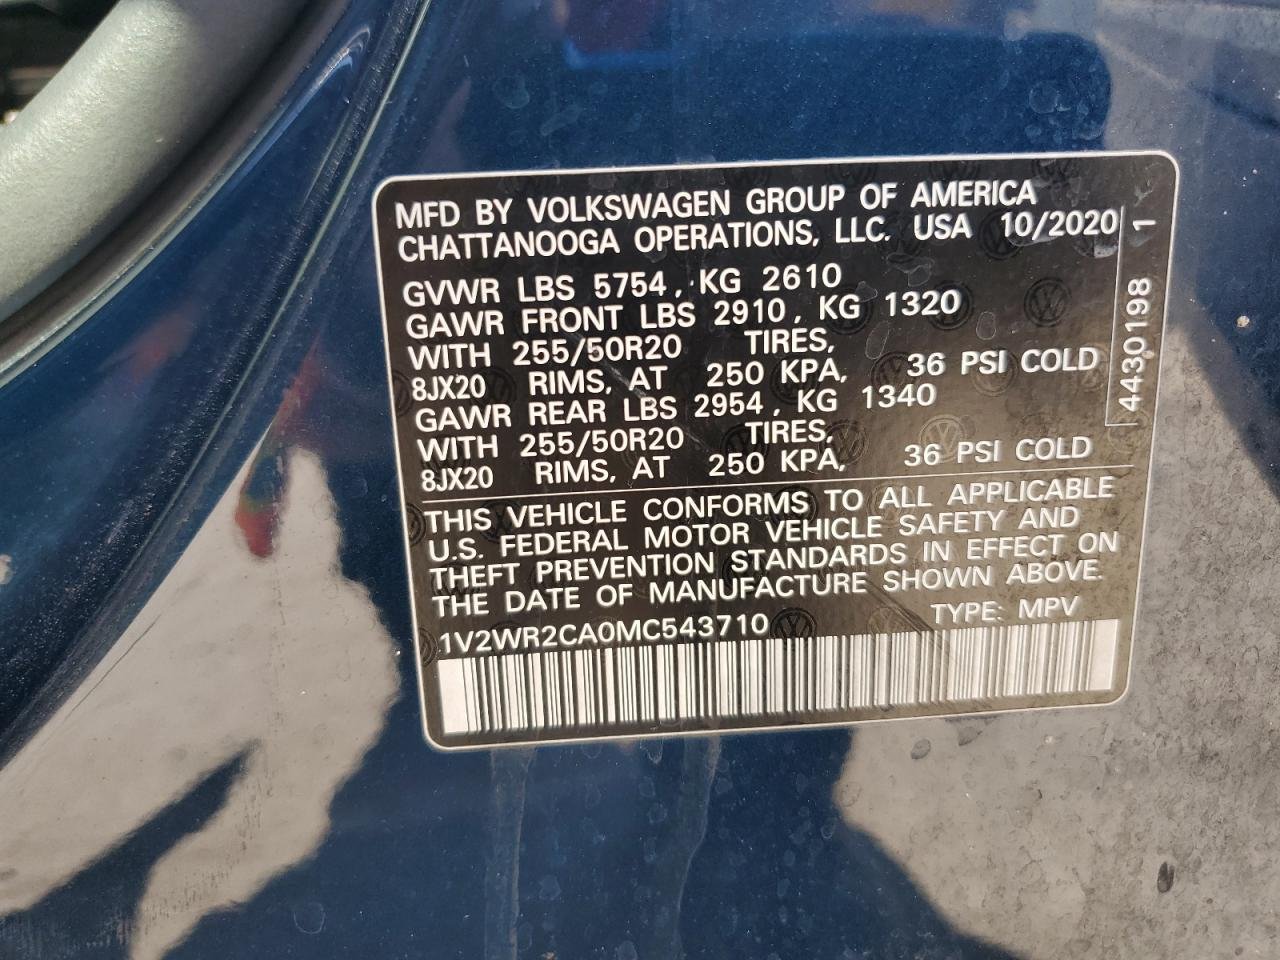 MFD BY VOLKSWAGEN GROUP OF AMERICA
CHATTANOOGA OPERATIONS, LLC. USA 10/2020
GVWR LBS 5754, KG 2610
GAWR FRONT LBS 2910, KG 1320
WITH 255/50R20 TIRES,
8JX20 RIMS, AT 250 KPA, 36 PSI COLD
GAWR REAR LBS 2954, KG 1340
WITH 255/50R20 TIRES,
8JX20 RIMS, AT 250 KPA, 36 PSI COLD
THIS VEHICLE CONFORMS TO ALL APPLICABLE
U.S. FEDERAL MOTOR VEHICLE SAFETY AND
THEFT PREVENTION STANDARDS IN EFFECT ON
THE DATE OF MANUFACTURE SHOWN ABOVE.
1V2WR2CA0MC543710 TYPE: MPV
4430198 1